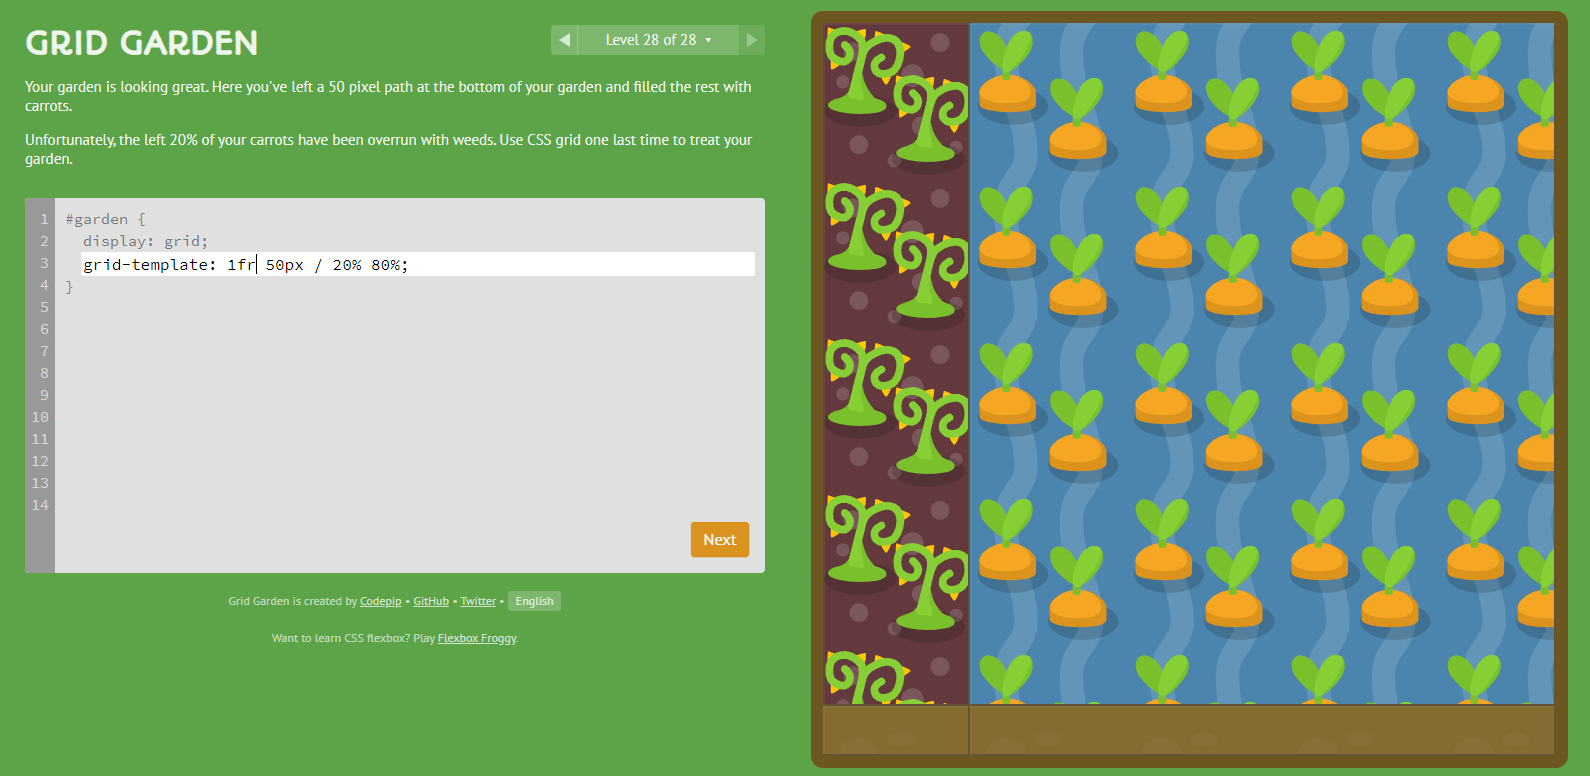 GRID GARDEN
◀ Level 28 of 28 ▾ ▶
Your garden is looking great. Here you've left a 50 pixel path at the bottom of your garden and filled the rest with
carrots.
Unfortunately, the left 20% of your carrots have been overrun with weeds. Use CSS grid one last time to treat your
garden.
1 #garden {
2 display: grid;
3 grid-template: 1fr 50px / 20% 80%;
4 }
5
6
7
8
9
10
11
12
13
14
Next
Grid Garden is created by Codepip • GitHub • Twitter • English
Want to learn CSS flexbox? Play Flexbox Froggy.